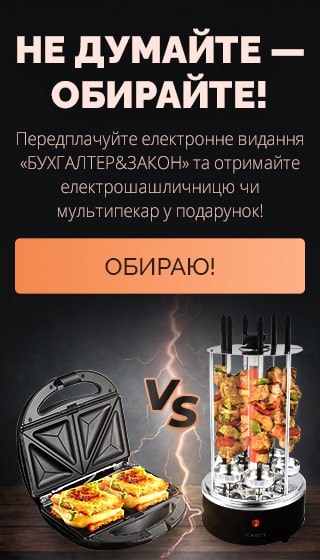 НЕ ДУМАЙТЕ —
ОБИРАЙТЕ!
Передплачуйте електронне видання
«БУХГАЛТЕР&ЗАКОН» та отримайте
електрошашличницю чи
мультипекар у подарунок!
ОБИРАЮ!
VS
SCARLETT